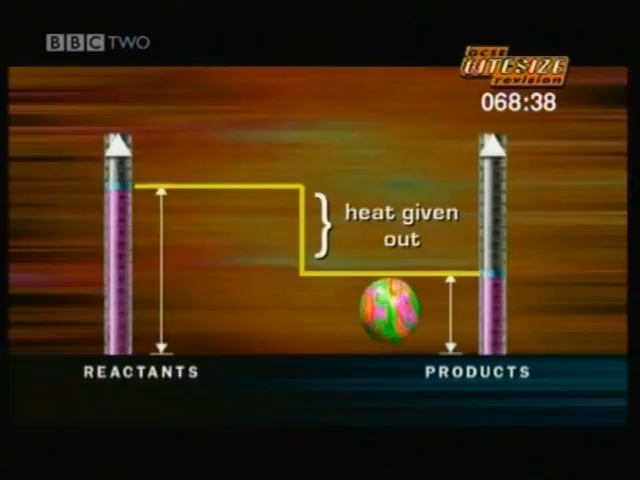 BBC TWO
GCSE
BITESIZE
revision
068:38
heat given
out
REACTANTS
PRODUCTS